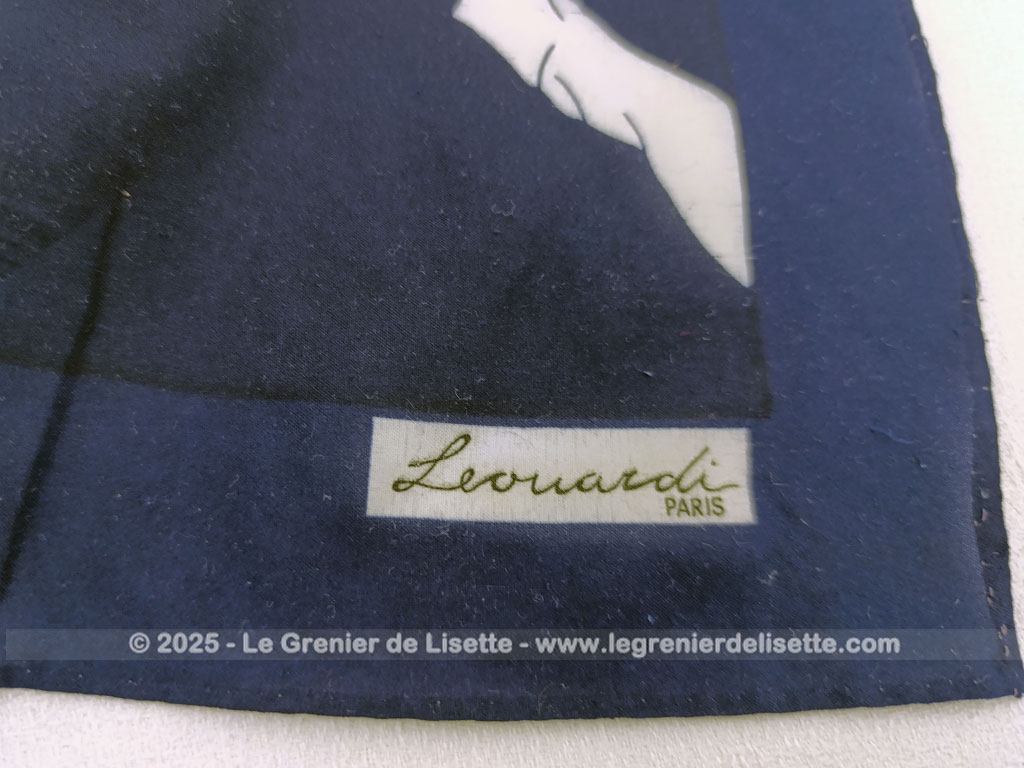 Leonardi
PARIS
© 2025 - Le Grenier de Lisette - www.legrenierdelisette.com